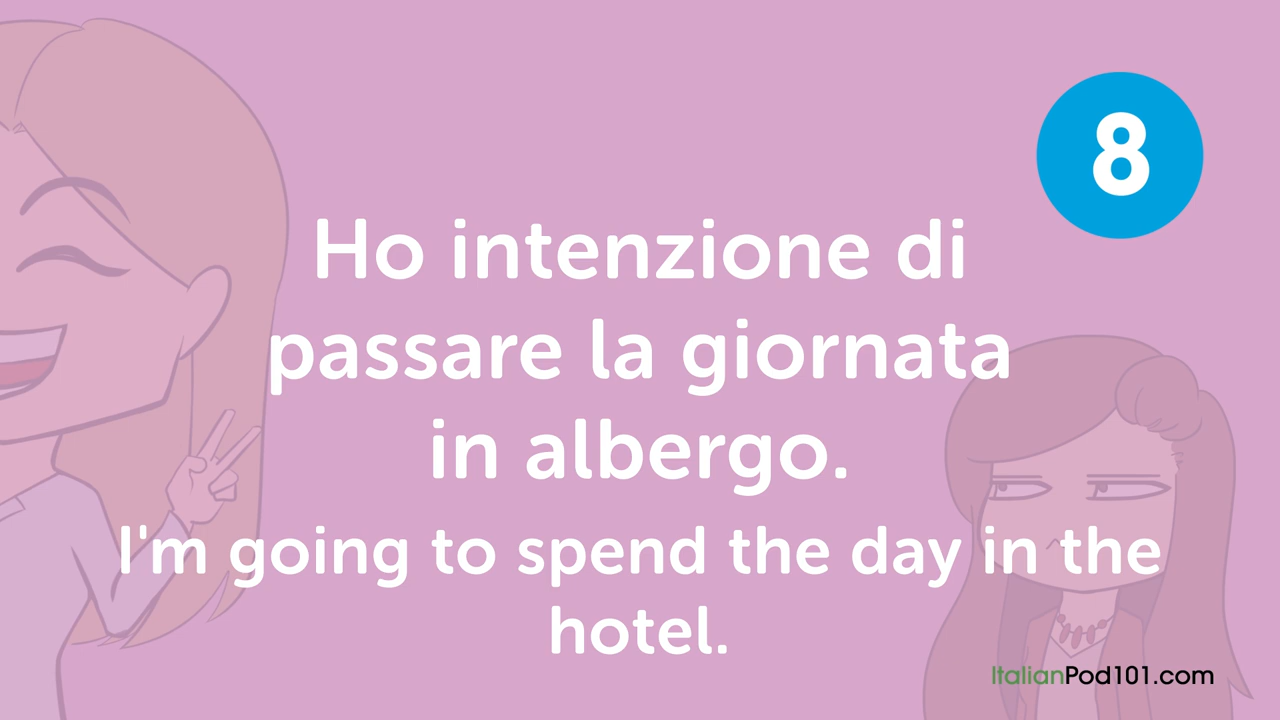 8
Ho intenzione di
passare la giornata
in albergo.
I'm going to spend the day in the
hotel.
ItalianPod101.com